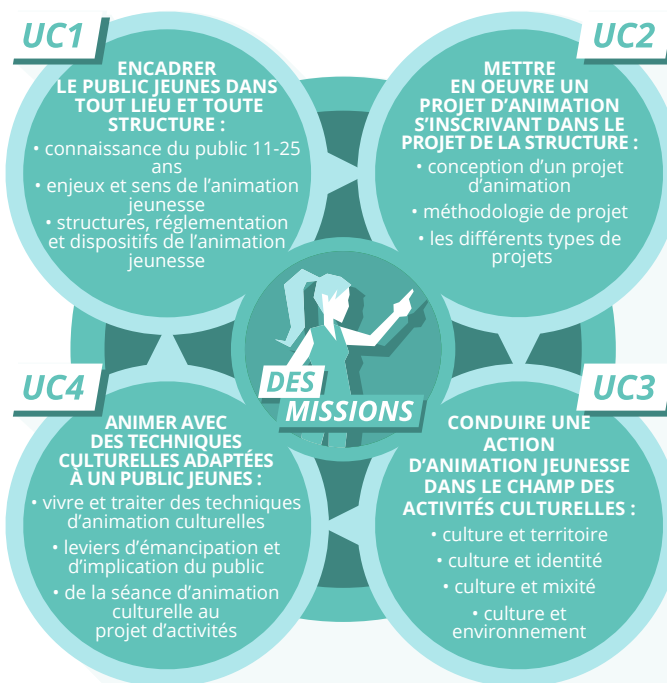 UC1
ENCADRER
LE PUBLIC JEUNES DANS
TOUT LIEU ET TOUTE
STRUCTURE :
• connaissance du public 11-25
ans
• enjeux et sens de l’animation
jeunesse
• structures, réglementation
et dispositifs de l’animation
jeunesse
UC2
METTRE
EN OEUVRE UN
PROJET D’ANIMATION
S’INSCRIVANT DANS LE
PROJET DE LA STRUCTURE :
• conception d’un projet
d’animation
• méthodologie de projet
• les différents types de
projets
DES
MISSIONS
UC4
ANIMER AVEC
DES TECHNIQUES
CULTURELLES ADAPTÉES
À UN PUBLIC JEUNES :
• vivre et traiter des techniques
d’animation culturelles
• leviers d’émancipation et
d’implication du public
• de la séance d’animation
culturelle au
projet d’activités
UC3
CONDUIRE UNE
ACTION
D’ANIMATION JEUNESSE
DANS LE CHAMP DES
ACTIVITÉS CULTURELLES :
• culture et territoire
• culture et identité
• culture et mixité
• culture et
environnement